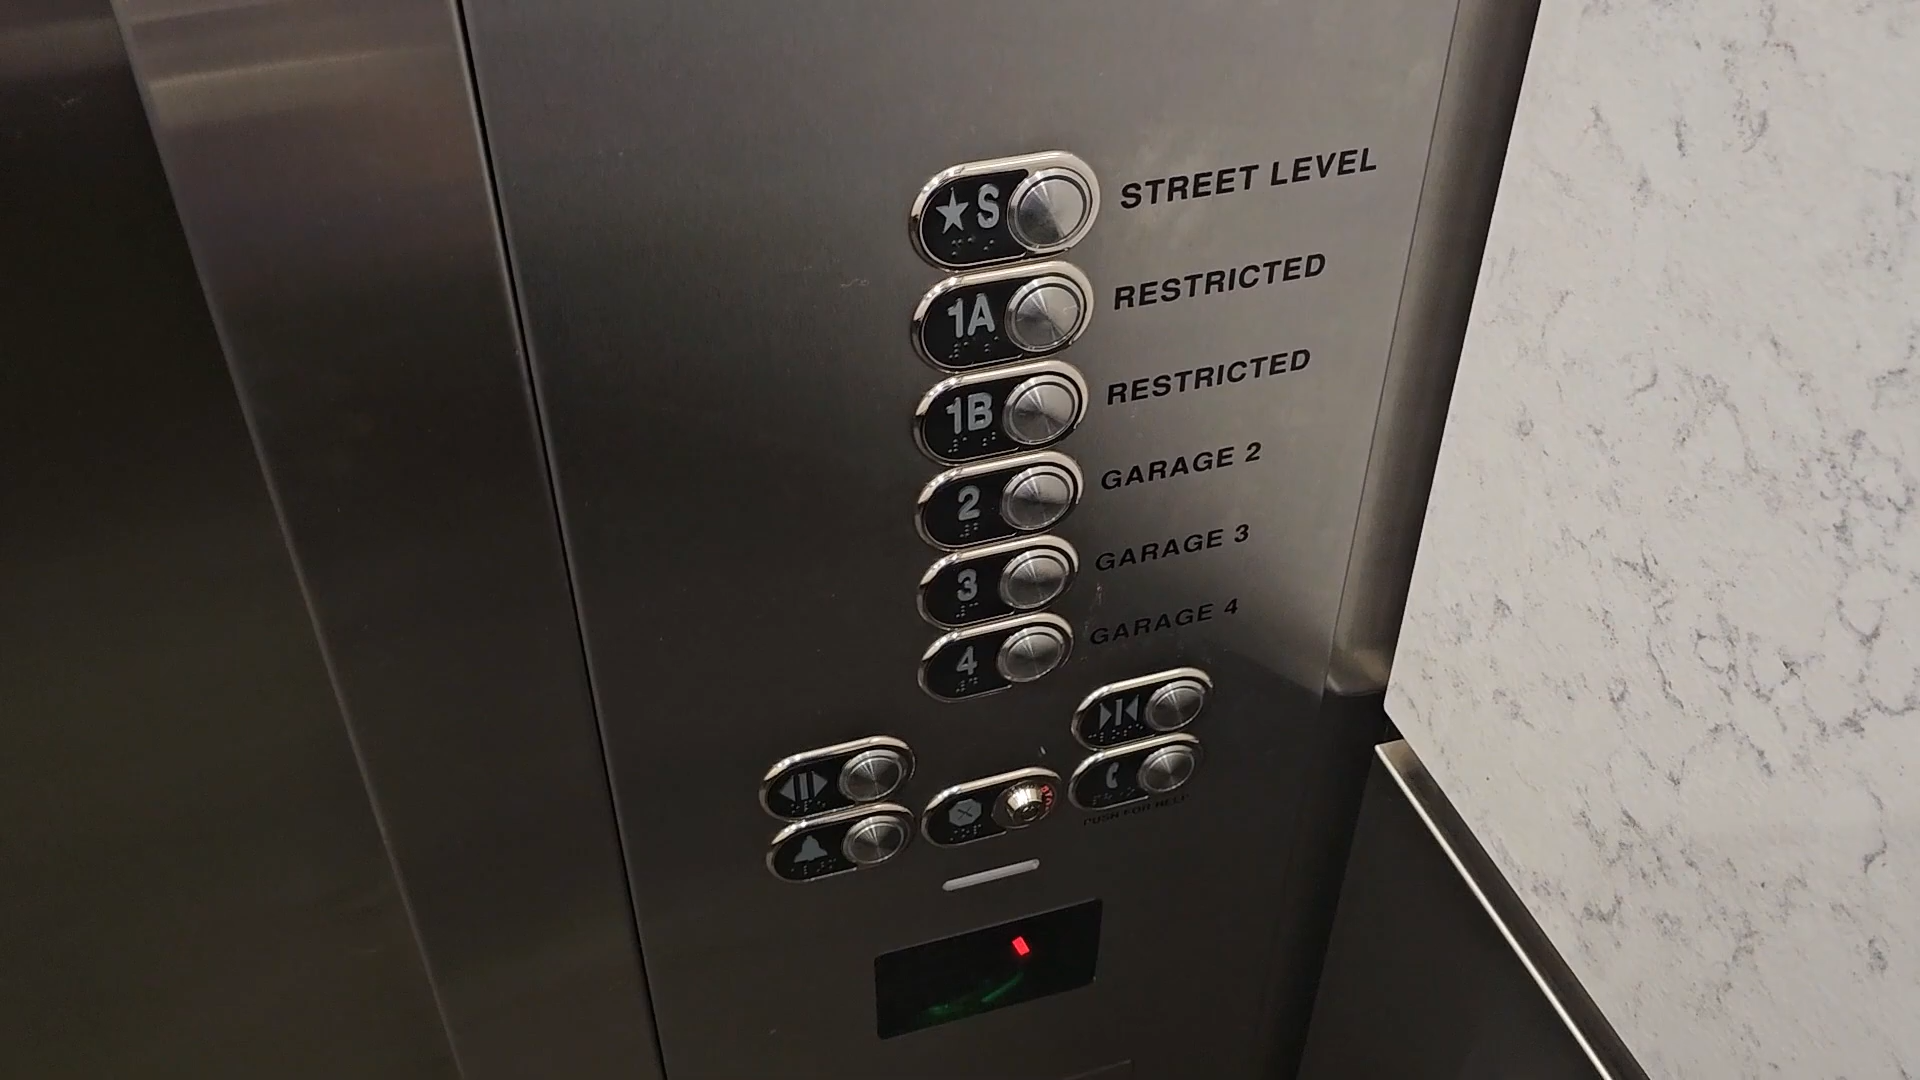 ★S STREET LEVEL
1A RESTRICTED
1B RESTRICTED
2 GARAGE 2
3 GARAGE 3
4 GARAGE 4
PUSH FOR HELP